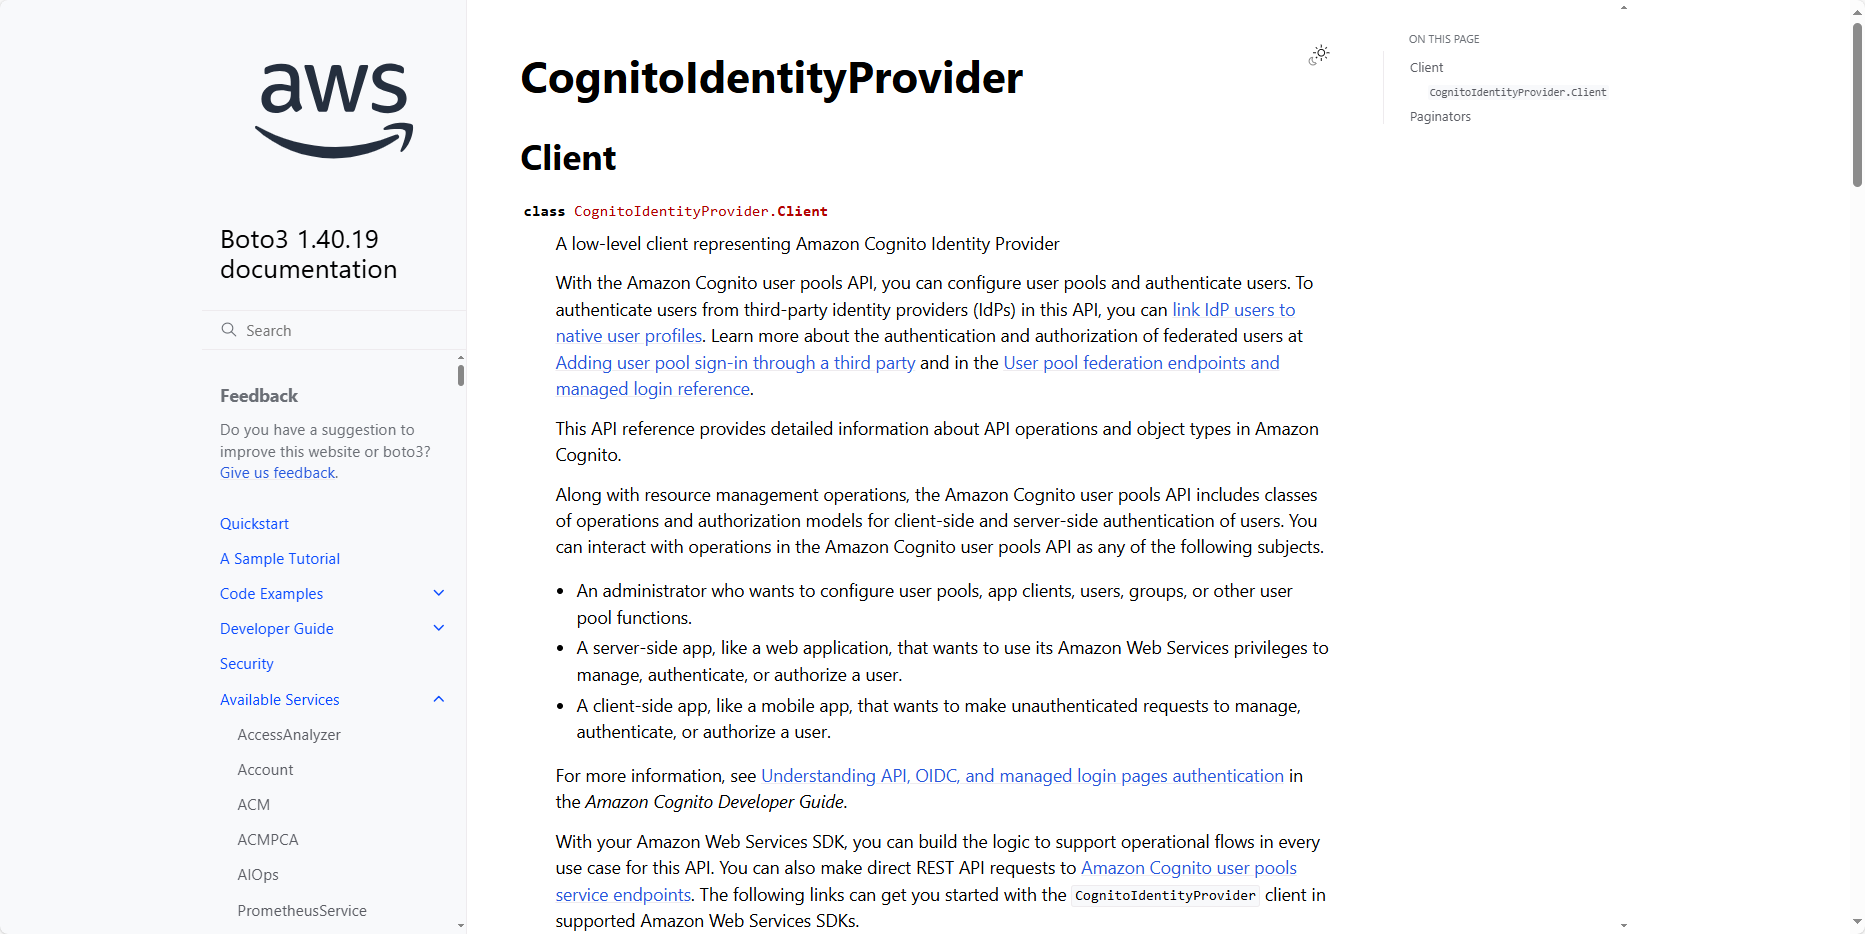 aws
Boto3 1.40.19
documentation
Search
Feedback
Do you have a suggestion to
improve this website or boto3?
Give us feedback.
Quickstart
A Sample Tutorial
Code Examples
Developer Guide
Security
Available Services
AccessAnalyzer
Account
ACM
ACMPCA
AIOps
PrometheusService
CognitoIdentityProvider
Client
class CognitoIdentityProvider.Client
A low-level client representing Amazon Cognito Identity Provider
With the Amazon Cognito user pools API, you can configure user pools and authenticate users. To
authenticate users from third-party identity providers (IdPs) in this API, you can link IdP users to
native user profiles. Learn more about the authentication and authorization of federated users at
Adding user pool sign-in through a third party and in the User pool federation endpoints and
managed login reference.
This API reference provides detailed information about API operations and object types in Amazon
Cognito.
Along with resource management operations, the Amazon Cognito user pools API includes classes
of operations and authorization models for client-side and server-side authentication of users. You
can interact with operations in the Amazon Cognito user pools API as any of the following subjects.
• An administrator who wants to configure user pools, app clients, users, groups, or other user
pool functions.
• A server-side app, like a web application, that wants to use its Amazon Web Services privileges to
manage, authenticate, or authorize a user.
• A client-side app, like a mobile app, that wants to make unauthenticated requests to manage,
authenticate, or authorize a user.
For more information, see Understanding API, OIDC, and managed login pages authentication in
the Amazon Cognito Developer Guide.
With your Amazon Web Services SDK, you can build the logic to support operational flows in every
use case for this API. You can also make direct REST API requests to Amazon Cognito user pools
service endpoints. The following links can get you started with the CognitoIdentityProvider client in
supported Amazon Web Services SDKs.
ON THIS PAGE
Client
CognitoIdentityProvider.Client
Paginators